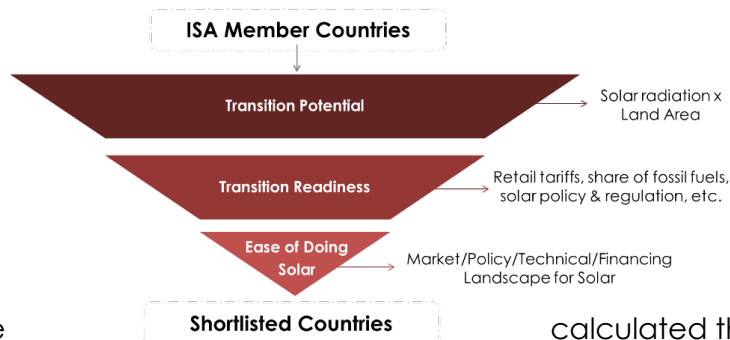 ISA Member Countries
Transition Potential
Solar radiation x
Land Area
Transition Readiness
Retail tariffs, share of fossil fuels,
solar policy & regulation, etc.
Ease of Doing
Solar
Market/Policy/Technical/Financing
Landscape for Solar
Shortlisted Countries
calculated